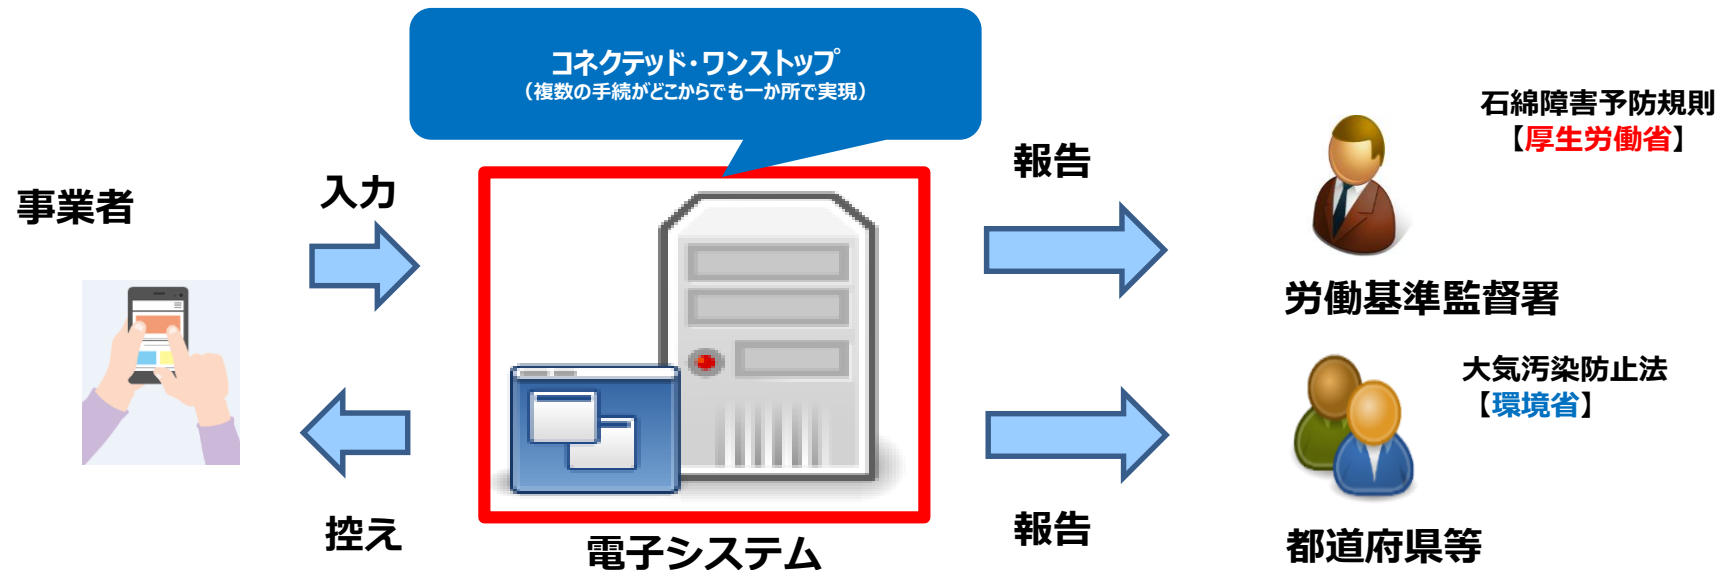 コネクテッド・ワンストップ
（複数の手続がどこからでも一か所で実現）
事業者
入力
控え
電子システム
報告
石綿障害予防規則
【厚生労働省】
労働基準監督署
報告
大気汚染防止法
【環境省】
都道府県等